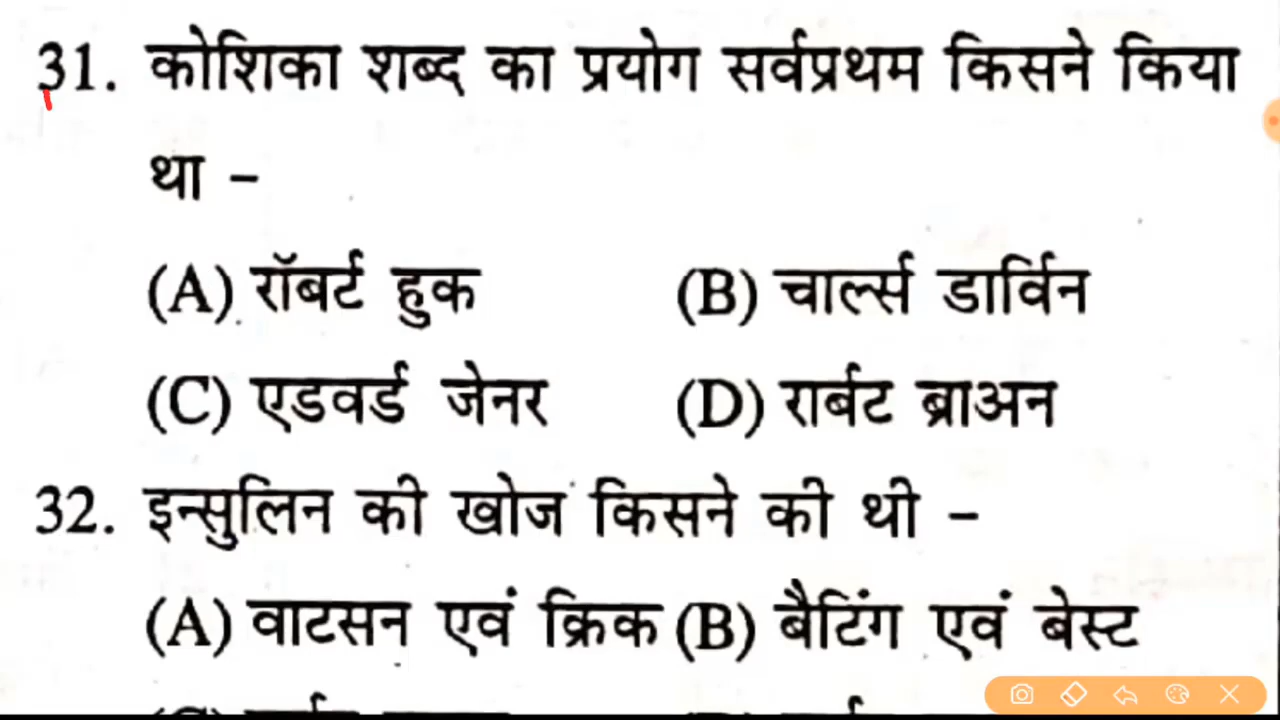 31. कोशिका शब्द का प्रयोग सर्वप्रथम किसने किया
था -
(A) रॉबर्ट हुक (B) चार्ल्स डार्विन
(C) एडवर्ड जेनर (D) रार्बट ब्राअन
32. इन्सुलिन की खोज किसने की थी -
(A) वाटसन एवं क्रिक (B) बैटिंग एवं बेस्ट